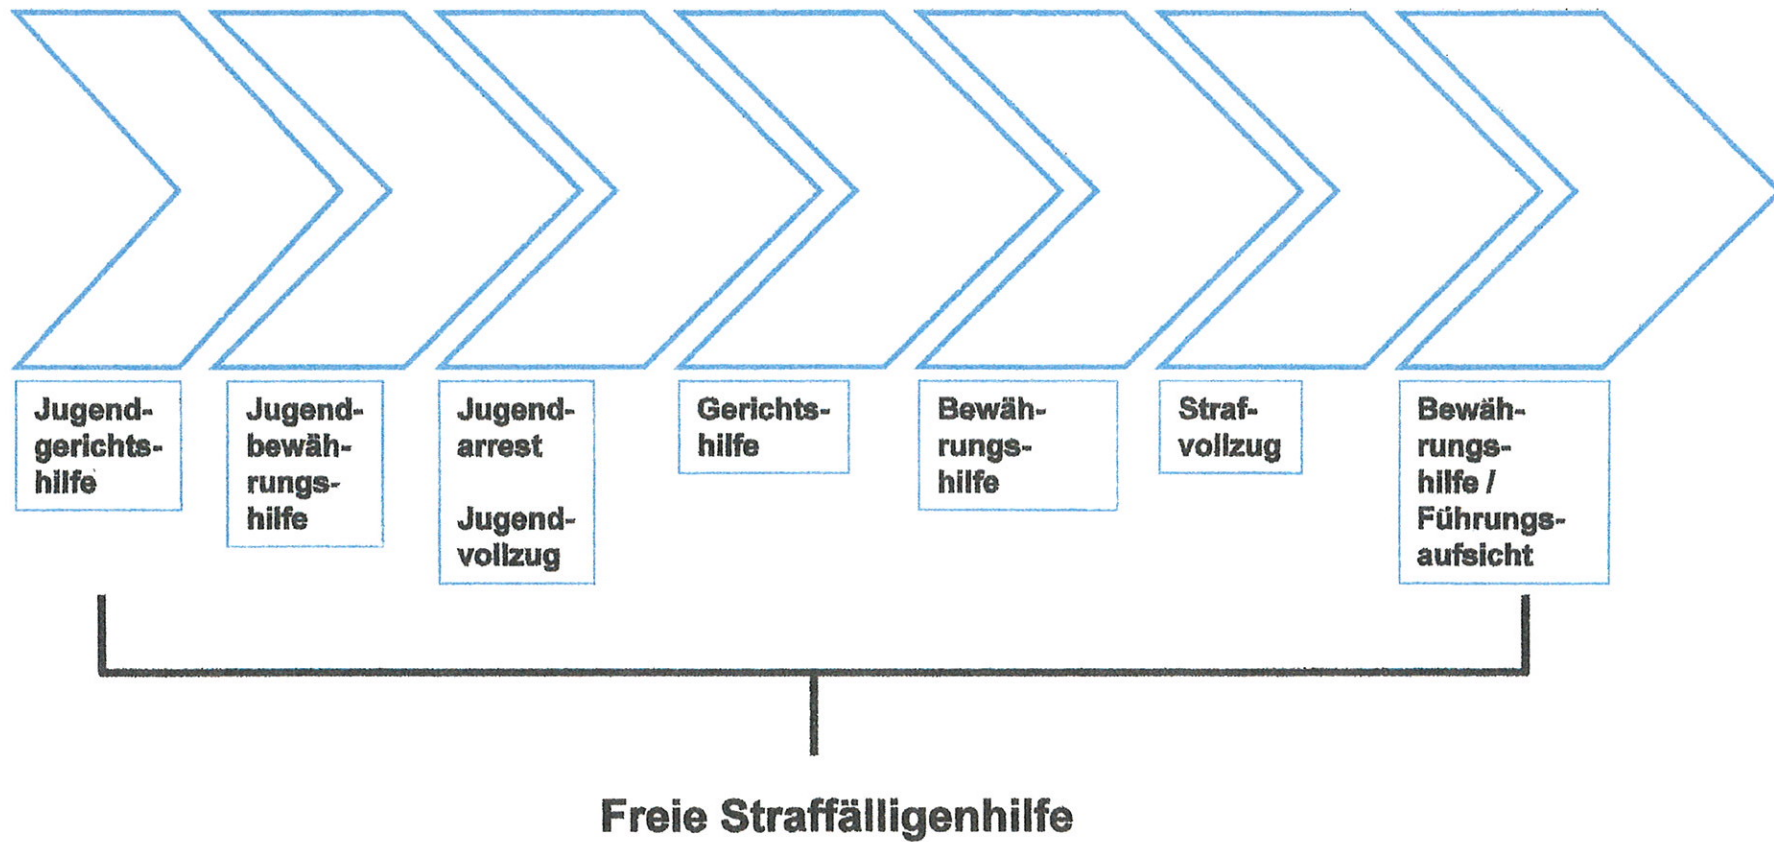 Jugend-
gerichts-
hilfe
Jugend-
bewäh-
rungs-
hilfe
Jugend-
arrest
Jugend-
vollzug
Gerichts-
hilfe
Bewäh-
rungs-
hilfe
Straf-
vollzug
Bewäh-
rungs-
hilfe /
Führungs-
aufsicht
Freie Straffälligenhilfe